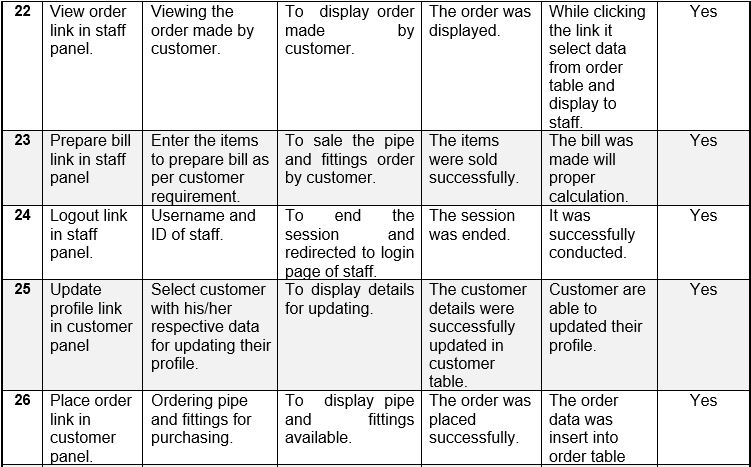 22
View order
link in staff
panel.
Viewing the
order made by
customer.
To display order
made by
customer.
The order was
displayed.
While clicking
the link it
select data
from order
table and
display to
staff.
Yes
23
Prepare bill
link in staff
panel
Enter the items
to prepare bill as
per customer
requirement.
To sale the pipe
and fittings order
by customer.
The items
were sold
successfully.
The bill was
made will
proper
calculation.
Yes
24
Logout link
in staff
panel.
Username and
ID of staff.
To end the
session and
redirected to login
page of staff.
The session
was ended.
It was
successfully
conducted.
Yes
25
Update
profile link
in customer
panel
Select customer
with his/her
respective data
for updating their
profile.
To display details
for updating.
The customer
details were
successfully
updated in
customer
table.
Customer are
able to
updated their
profile.
Yes
26
Place order
link in
customer
panel.
Ordering pipe
and fittings for
purchasing.
To display pipe
and fittings
available.
The order was
placed
successfully.
The order
data was
insert into
order table
Yes